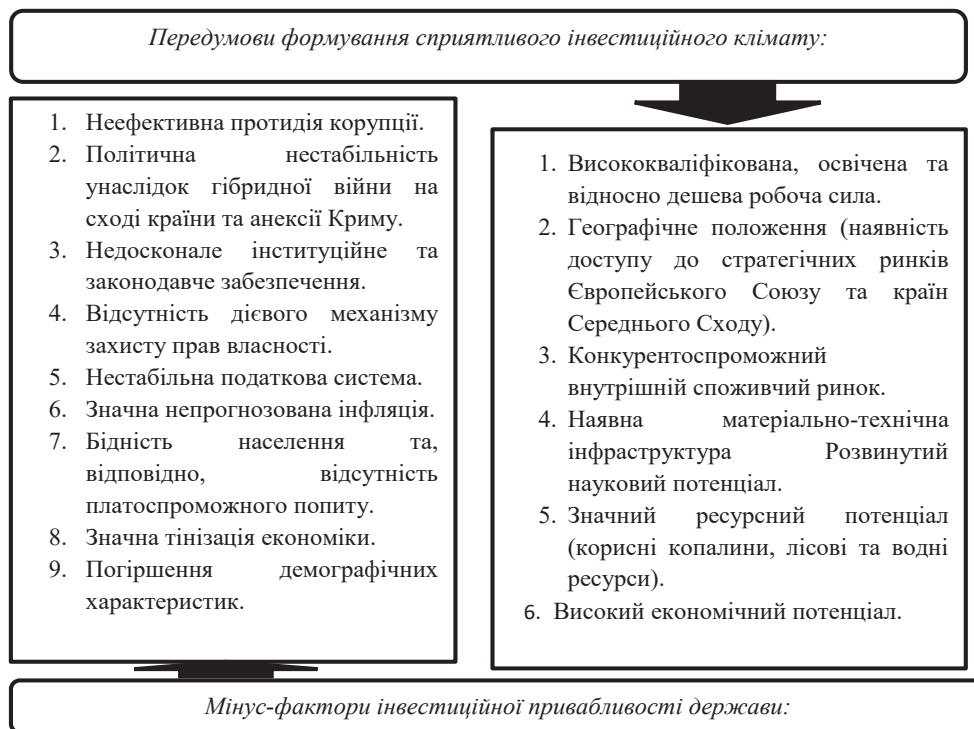 Передумови формування сприятливого інвестиційного клімату:
1. Неефективна протидія корупції.
2. Політична нестабільність
унаслідок гібридної війни на
сході країни та анексії Криму.
3. Недосконале інституційне та
законодавче забезпечення.
4. Відсутність дієвого механізму
захисту прав власності.
5. Нестабільна податкова система.
6. Значна непрогнозована інфляція.
7. Бідність населення та,
відповідно, відсутність
платоспроможного попиту.
8. Значна тінізація економіки.
9. Погіршення демографічних
характеристик.
1. Висококваліфікована, освічена та
відносно дешева робоча сила.
2. Географічне положення (наявність
доступу до стратегічних ринків
Європейського Союзу та країн
Середнього Сходу).
3. Конкурентоспроможний
внутрішній споживчий ринок.
4. Наявна матеріально-технічна
інфраструктура Розвинутий
науковий потенціал.
5. Значний ресурсний потенціал
(корисні копалини, лісові та водні
ресурси).
6. Високий економічний потенціал.
Мінус-фактори інвестиційної привабливості держави: